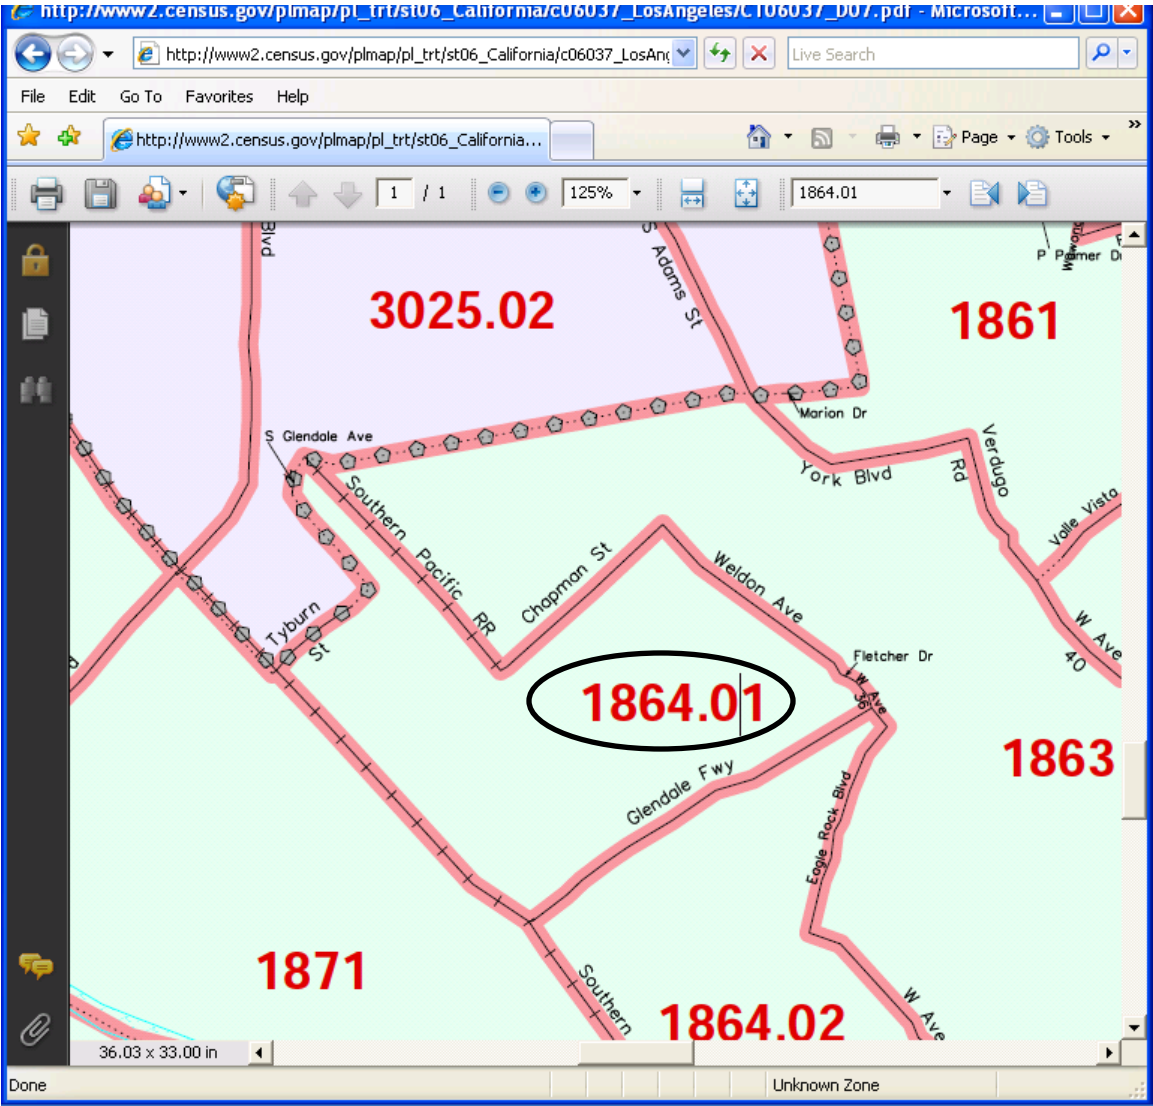 http://www2.census.gov/plmap/pl_trt/st06_California/c06037_LosAngeles/CT06037_D07.pdf - Microsoft...
http://www2.census.gov/plmap/pl_trt/st06_California/c06037_LosAng
Live Search
File Edit Go To Favorites Help
http://www2.census.gov/plmap/pl_trt/st06_California...
Page Tools »
1 / 1 125% 1864.01
Blvd
S Adams St
P Palmer Dr
3025.02
1861
Marion Dr
S Glendale Ave
York Blvd
Verdugo
Rd
Valle Vista
Southern Pacific RR
Chapman St
Weldon Ave
Tyburn
St
Fletcher Dr
W Ave
36
W Ave
40
1864.01
1863
Glendale Fwy
Eagle Rock Blvd
1871
Southern
1864.02
W Ave
36.03 x 33.00 in
Done
Unknown Zone